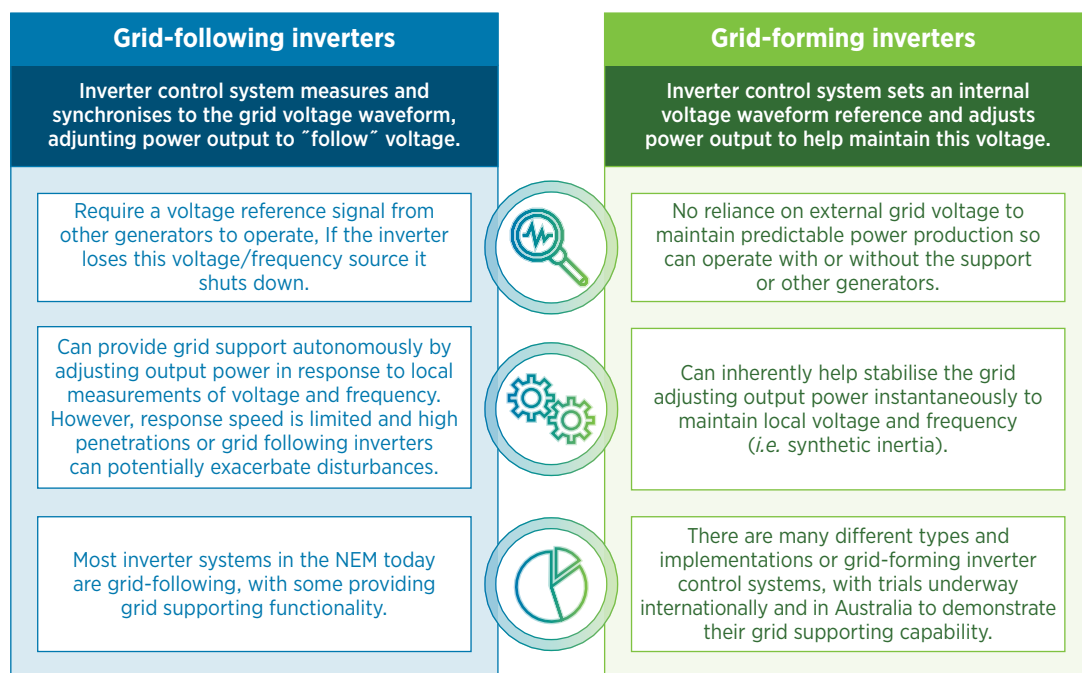 Grid-following inverters
Inverter control system measures and
synchronises to the grid voltage waveform,
adjunting power output to ˝follow˝ voltage.
Require a voltage reference signal from
other generators to operate, If the inverter
loses this voltage/frequency source it
shuts down.
Can provide grid support autonomously by
adjusting output power in response to local
measurements of voltage and frequency.
However, response speed is limited and high
penetrations or grid following inverters
can potentially exacerbate disturbances.
Most inverter systems in the NEM today
are grid-following, with some providing
grid supporting functionality.
Grid-forming inverters
Inverter control system sets an internal
voltage waveform reference and adjusts
power output to help maintain this voltage.
No reliance on external grid voltage to
maintain predictable power production so
can operate with or without the support
or other generators.
Can inherently help stabilise the grid
adjusting output power instantaneously to
maintain local voltage and frequency
(i.e. synthetic inertia).
There are many different types and
implementations or grid-forming inverter
control systems, with trials underway
internationally and in Australia to demonstrate
their grid supporting capability.